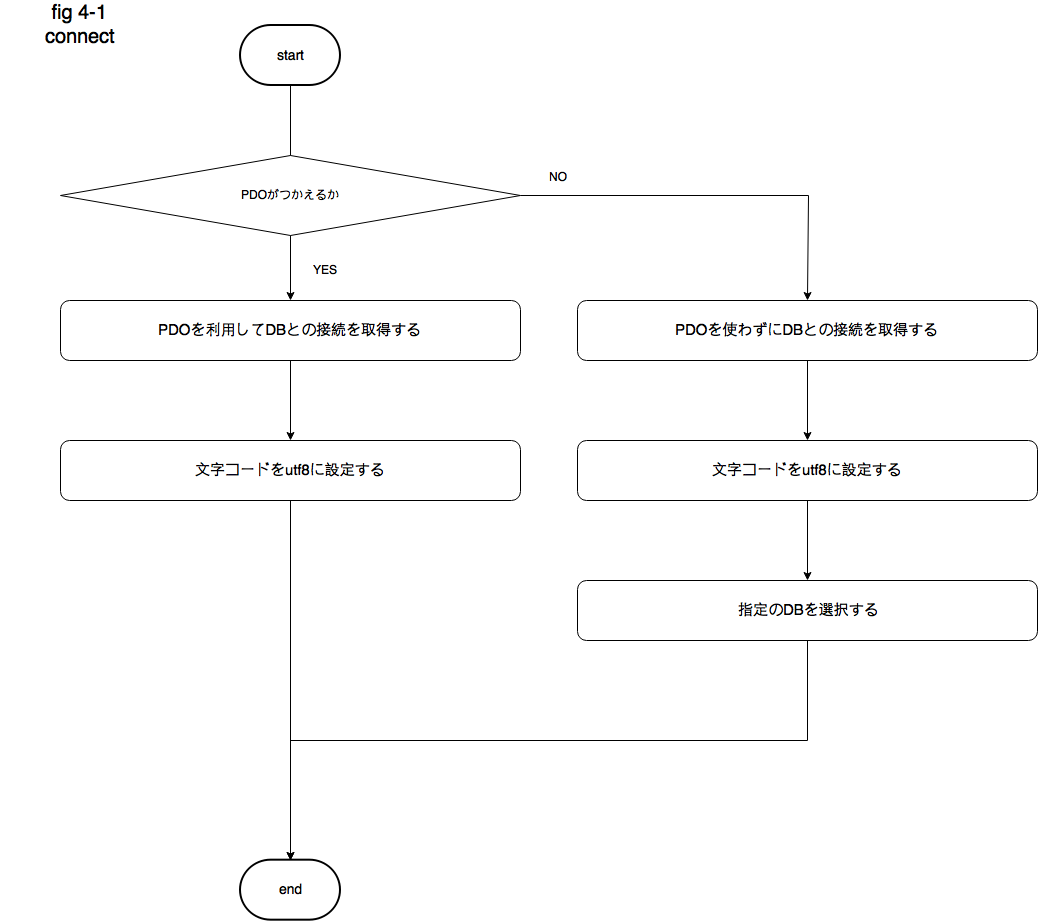 fig 4-1
connect
start
PDOがつかえるか
NO
YES
PDOを利用してDBとの接続を取得する
PDOを使わずにDBとの接続を取得する
文字コードをutf8に設定する
文字コードをutf8に設定する
指定のDBを選択する
end